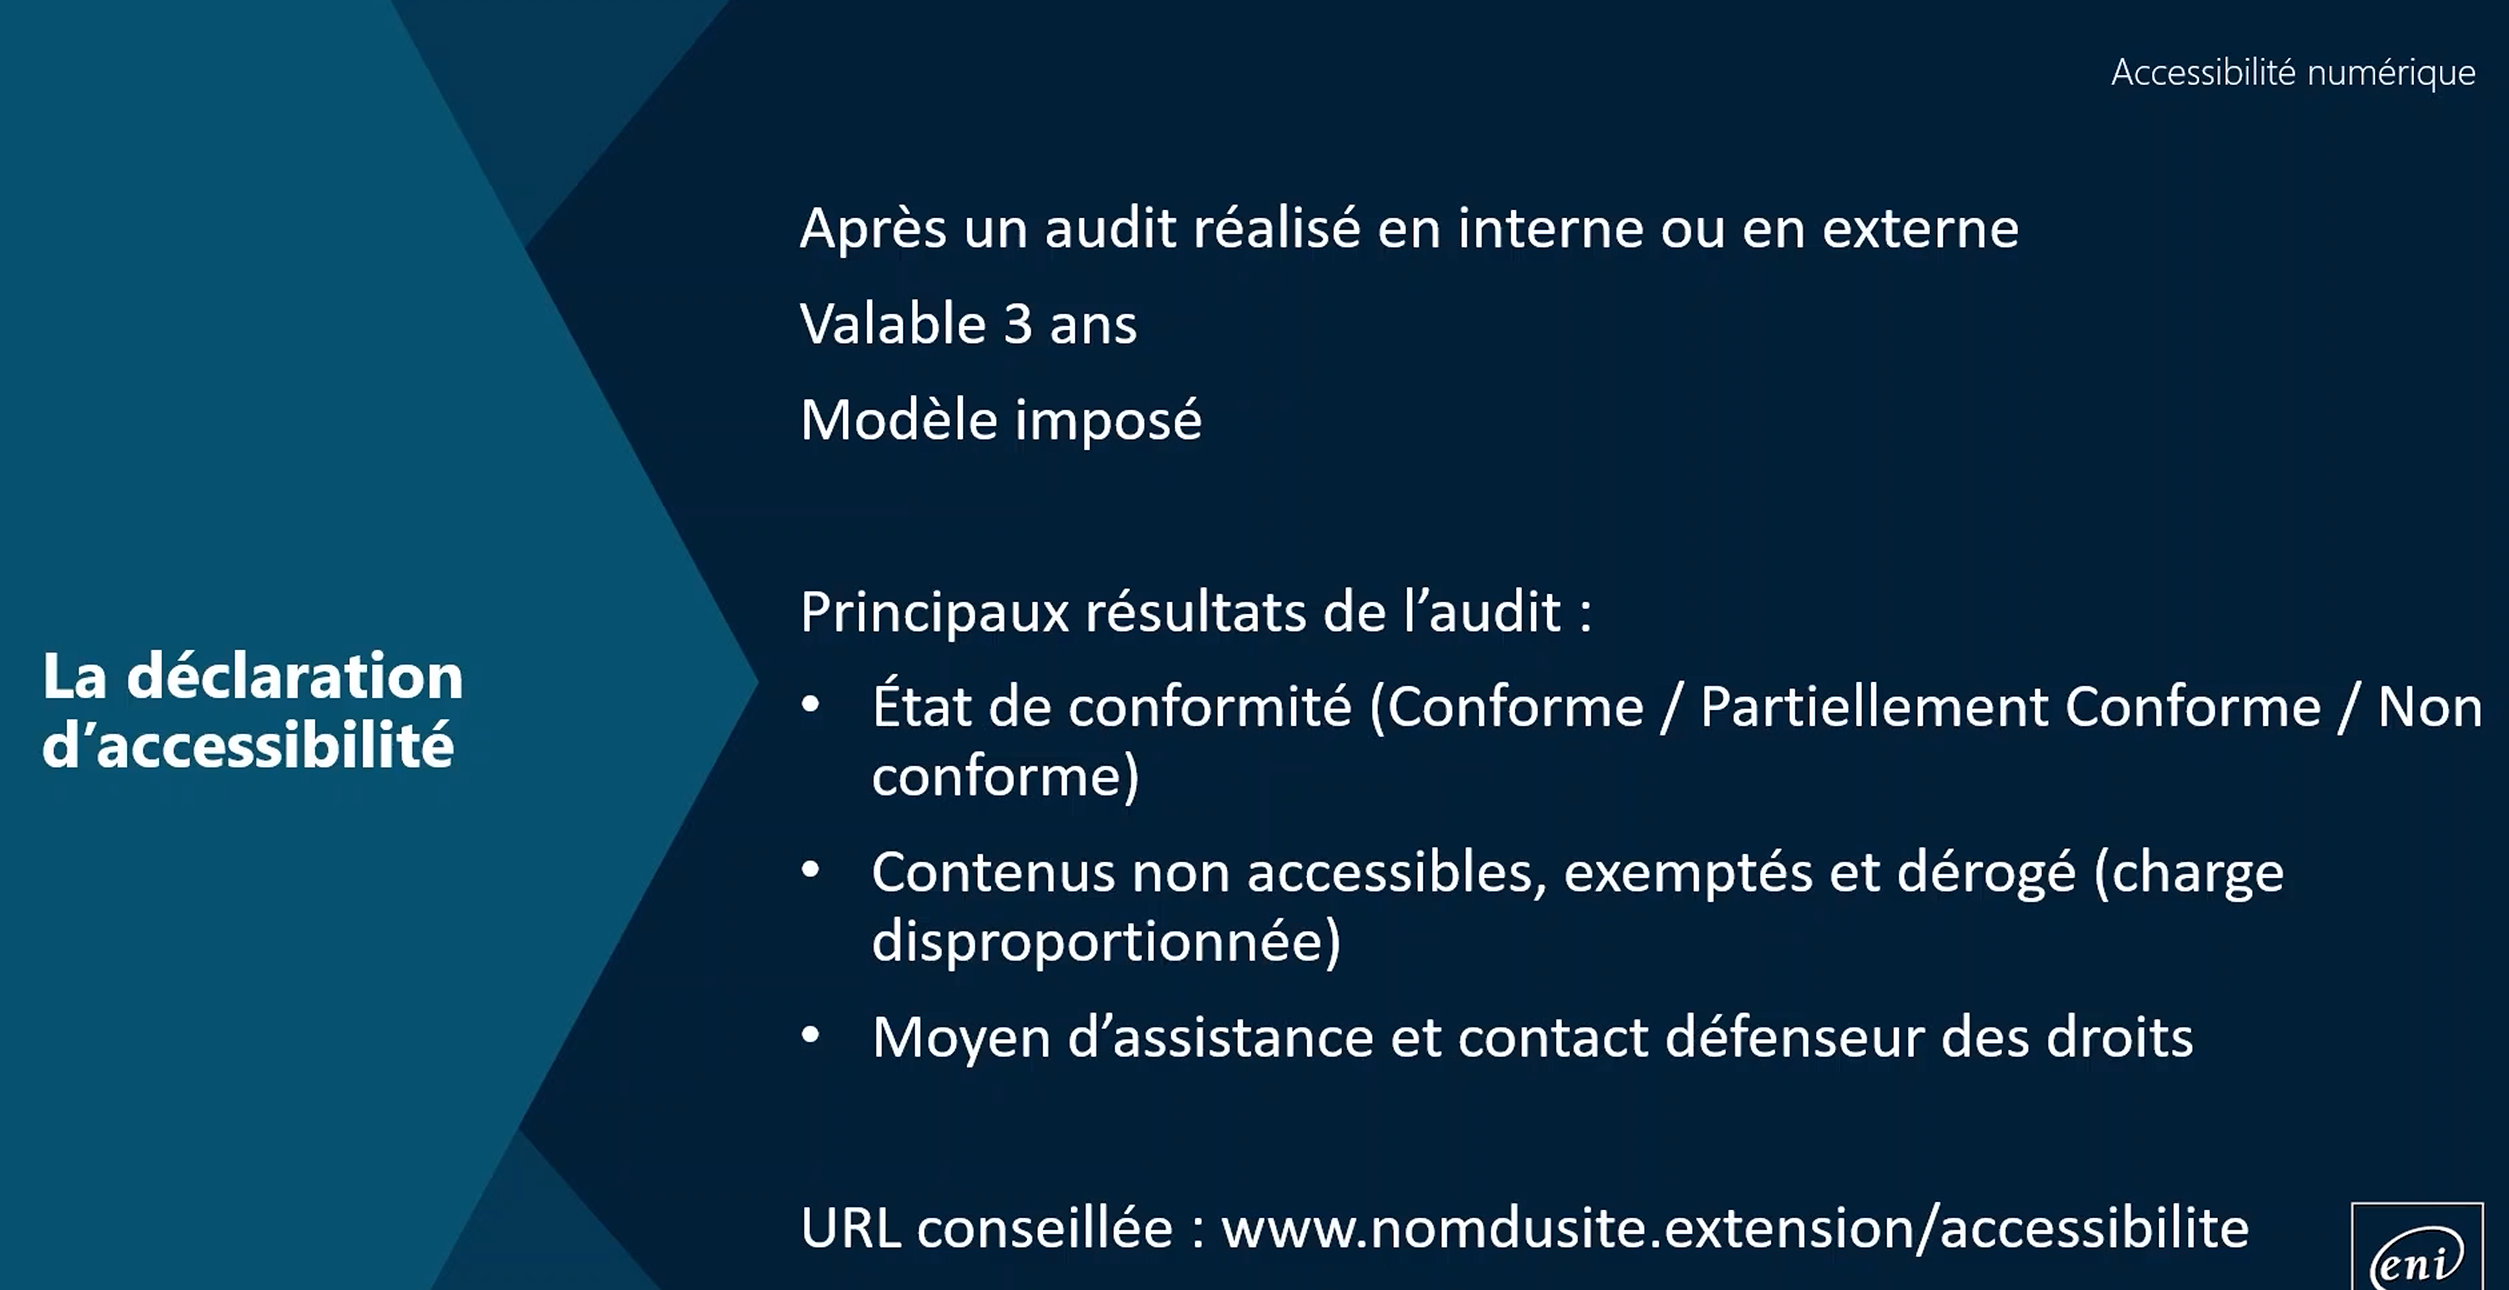 Accessibilité numérique
La déclaration
d’accessibilité
Après un audit réalisé en interne ou en externe
Valable 3 ans
Modèle imposé
Principaux résultats de l’audit :
• État de conformité (Conforme / Partiellement Conforme / Non
conforme)
• Contenus non accessibles, exemptés et dérogé (charge
disproportionnée)
• Moyen d’assistance et contact défenseur des droits
URL conseillée : www.nomdusite.extension/accessibilite
eni